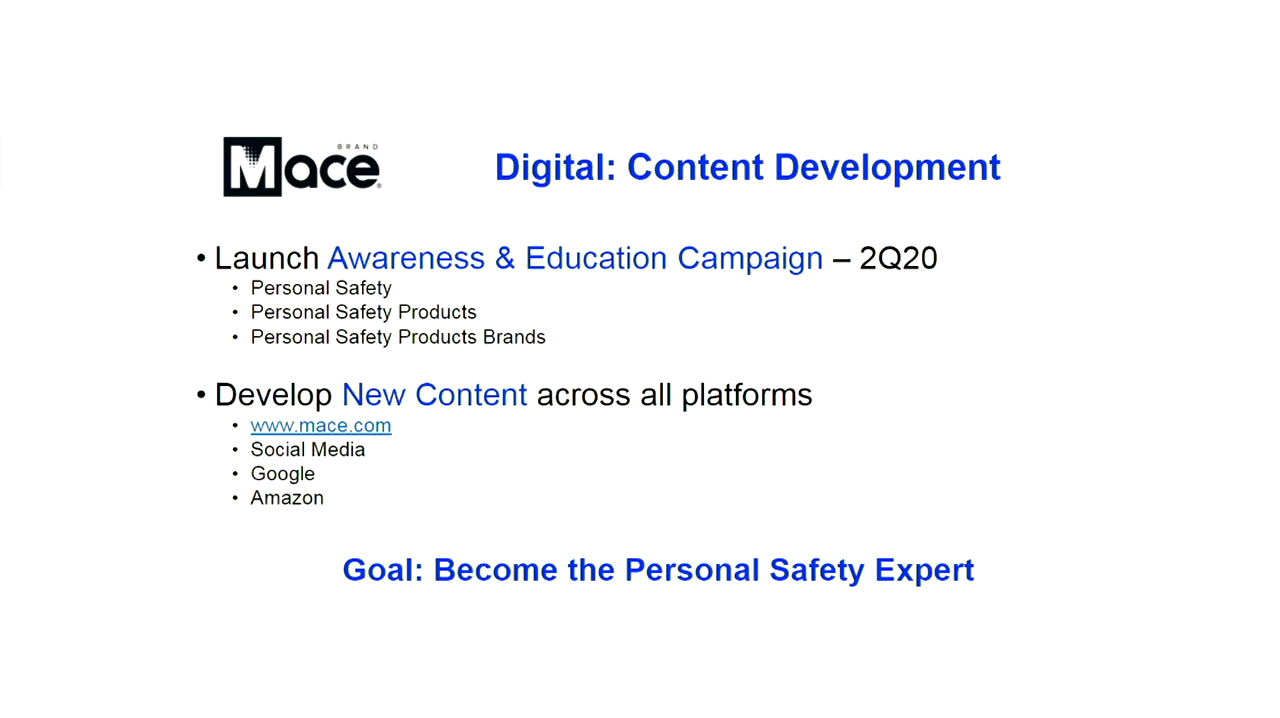 BRAND
Mace®
Digital: Content Development
• Launch Awareness & Education Campaign – 2Q20
• Personal Safety
• Personal Safety Products
• Personal Safety Products Brands
• Develop New Content across all platforms
• www.mace.com
• Social Media
• Google
• Amazon
Goal: Become the Personal Safety Expert